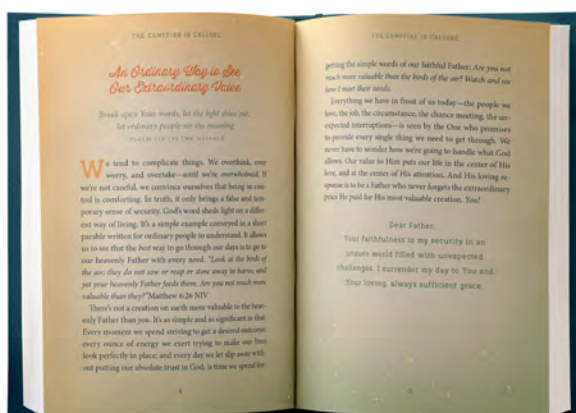 THE CAMPFIRE IS CALLING
An Ordinary Way to See
Our Extraordinary Value
Break open Your words, let the light shine out,
let ordinary people see the meaning.
PSALM 119:130 THE MESSAGE
We tend to complicate things. We overthink, over
worry, and overtake—until we're overwhelmed. If
we're not careful, we convince ourselves that being in con-
trol is comforting. In truth, it only brings a false and tem-
porary sense of security. God's word sheds light on a differ-
ent way of living. It's a simple example conveyed in a short
parable written for ordinary people to understand. It allows
us to see that the best way to go through our days is to go to
our heavenly Father with every need. "Look at the birds of
the air; they do not sow or reap or store away in barns, and
yet your heavenly Father feeds them. Are you not much more
valuable than they?" Matthew 6:26 NIV
There's not a creation on earth more valuable to the heav-
enly Father than you. It's as simple and as significant as that.
Every moment we spend striving to get a desired outcome;
every ounce of energy we exert trying to make our lives
look perfectly in place; and every day we let slip away with-
out putting our absolute trust in God, is time we spend for-
THE CAMPFIRE IS CALLING
getting the simple words of our faithful Father: Are you not
much more valuable than the birds of the air? Watch and see
how I meet their needs.
Everything we have in front of us today—the people we
love, the job, the circumstance, the chance meeting, the un-
expected interruptions—is seen by the One who promises
to provide every single thing we need to get through. We
never have to wonder how we're going to handle what God
allows. Our value to Him puts our life in the center of His
love, and at the center of His attention. And His loving re-
sponse is to be a Father who never forgets the extraordinary
price He paid for His most valuable creation. You!
Dear Father,
Your faithfulness is my security in an
unsure world filled with unexpected
challenges. I surrender my day to You and
Your loving, always sufficient grace.